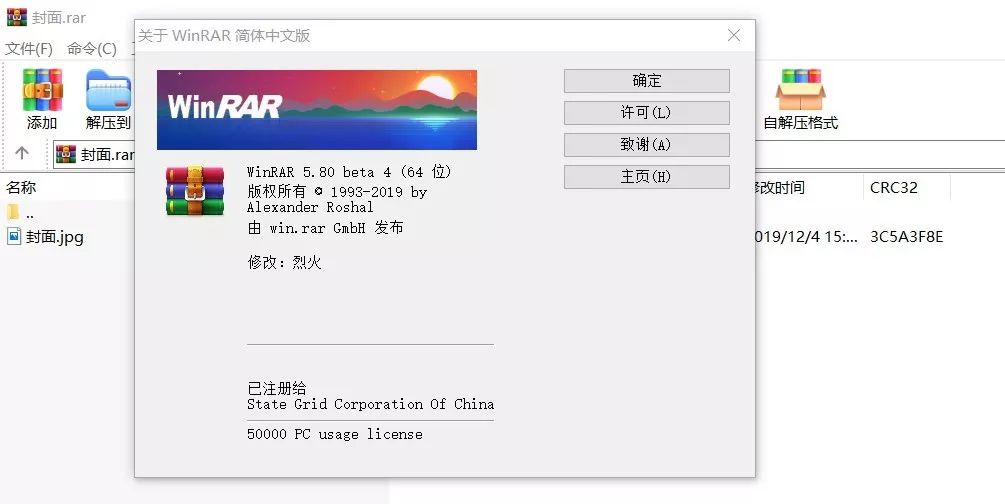 封面.rar
关于 WinRAR 简体中文版
文件(F) 命令(C)
添加
解压到
自解压格式
封面.rar
WinRAR
确定
许可(L)
致谢(A)
主页(H)
WinRAR 5.80 beta 4 (64 位)
版权所有 © 1993-2019 by
Alexander Roshal
由 win.rar GmbH 发布
修改: 烈火
已注册给
State Grid Corporation Of China
50000 PC usage license
名称
修改时间
CRC32
..
封面.jpg
019/12/4 15:...
3C5A3F8E